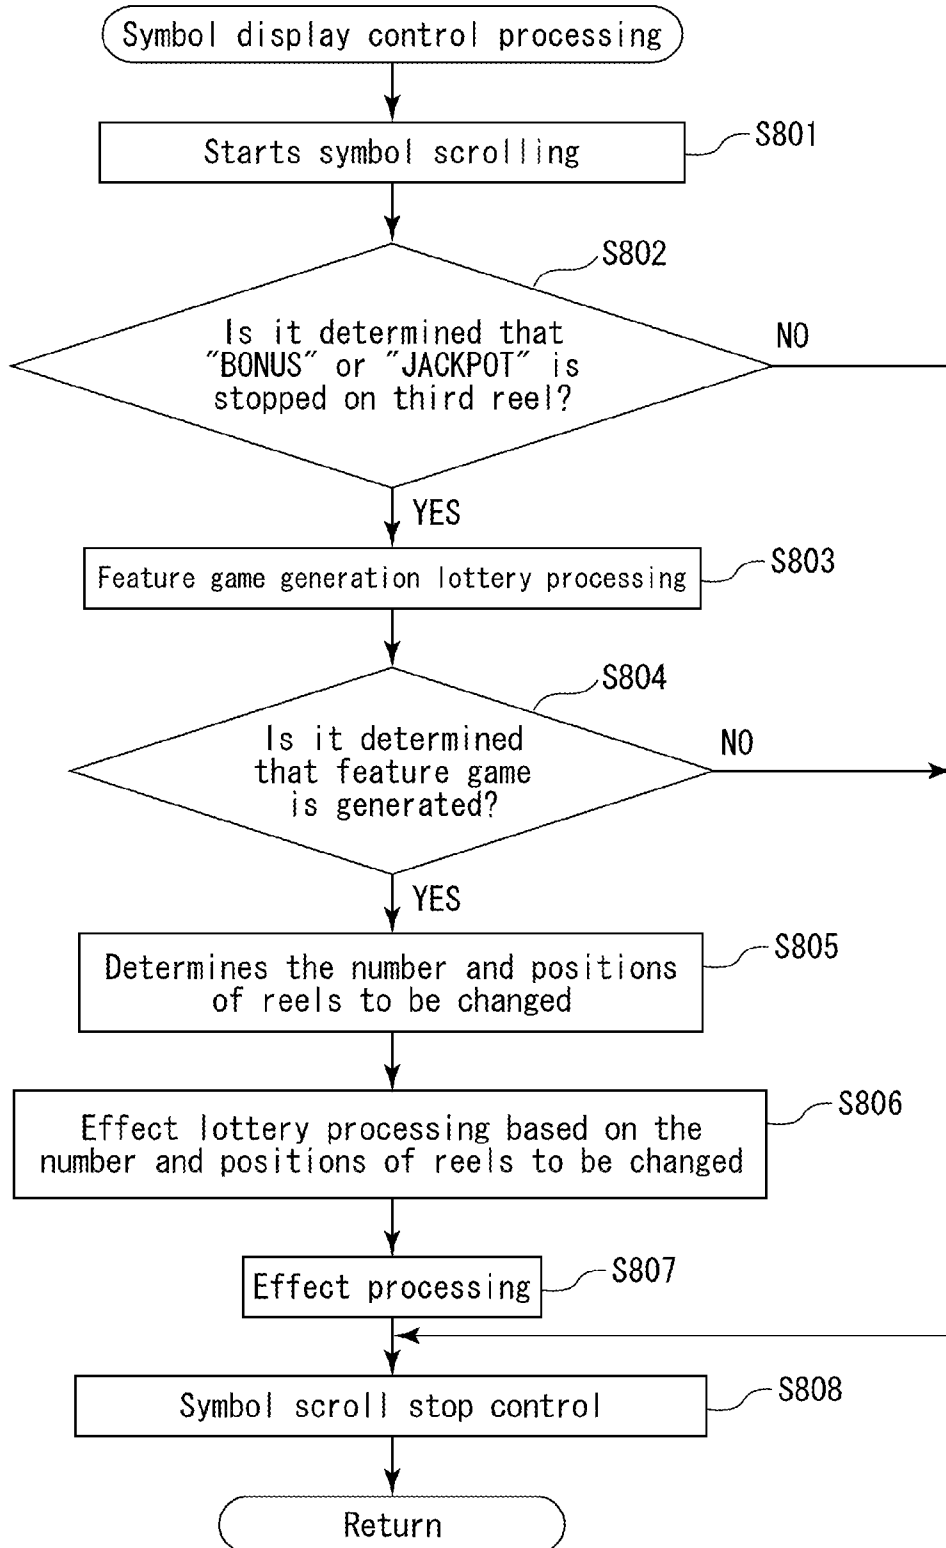 Symbol display control processing
Starts symbol scrolling
S801
S802
Is it determined that
"BONUS" or "JACKPOT" is
stopped on third reel?
NO
YES
Feature game generation lottery processing
S803
S804
Is it determined
that feature game
is generated?
NO
YES
Determines the number and positions
of reels to be changed
S805
Effect lottery processing based on the
number and positions of reels to be changed
S806
Effect processing
S807
Symbol scroll stop control
S808
Return